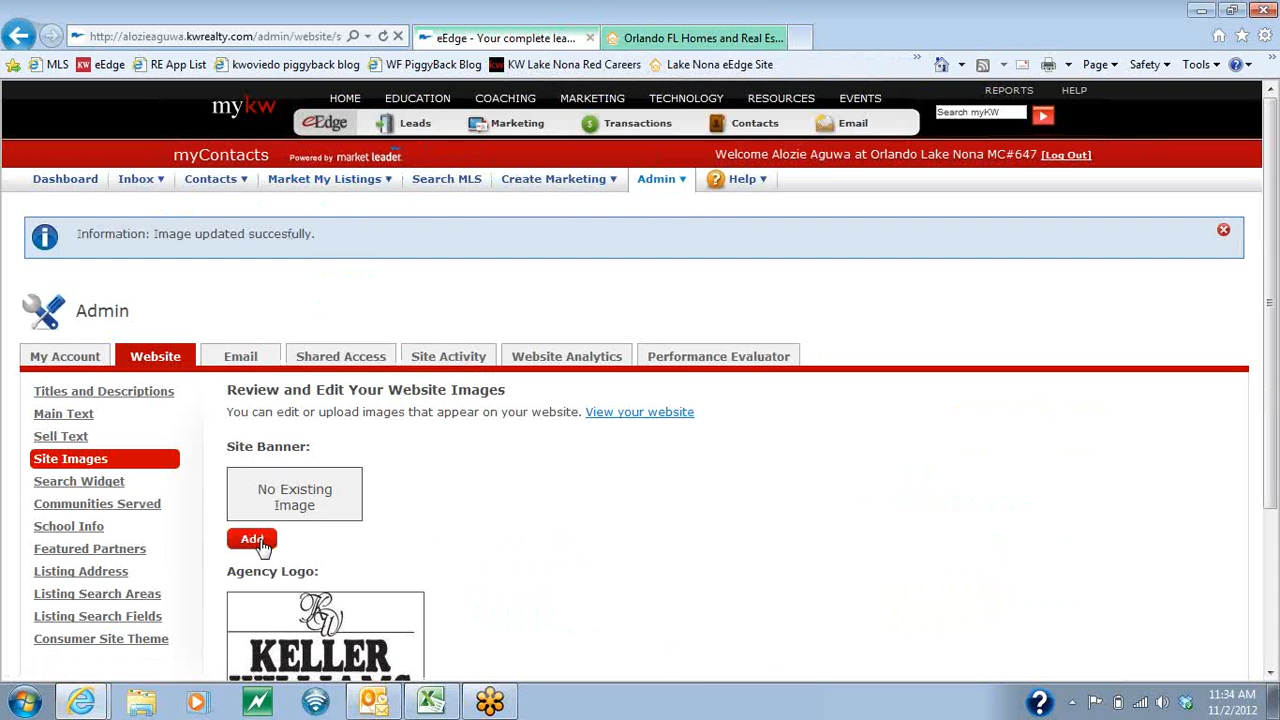 http://alozieaguwa.kwrealty.com/admin/website/s
eEdge - Your complete lea...
Orlando FL Homes and Real Es...
MLS
eEdge
RE App List
kwoviedo piggyback blog
WF PiggyBack Blog
KW Lake Nona Red Careers
Lake Nona eEdge Site
Page
Safety
Tools
REPORTS
HELP
mykw
HOME
EDUCATION
COACHING
MARKETING
TECHNOLOGY
RESOURCES
EVENTS
Search myKW
eEdge
Leads
Marketing
Transactions
Contacts
Email
myContacts
Powered by market leader.
Welcome Alozie Aguwa at Orlando Lake Nona MC#647 [Log Out]
Dashboard
Inbox
Contacts
Market My Listings
Search MLS
Create Marketing
Admin
Help
Information: Image updated succesfully.
Admin
My Account
Website
Email
Shared Access
Site Activity
Website Analytics
Performance Evaluator
Titles and Descriptions
Main Text
Sell Text
Site Images
Search Widget
Communities Served
School Info
Featured Partners
Listing Address
Listing Search Areas
Listing Search Fields
Consumer Site Theme
Review and Edit Your Website Images
You can edit or upload images that appear on your website. View your website
Site Banner:
No Existing
Image
Add
Agency Logo:
KW
KELLER
WILLIAMS
11:34 AM
11/2/2012